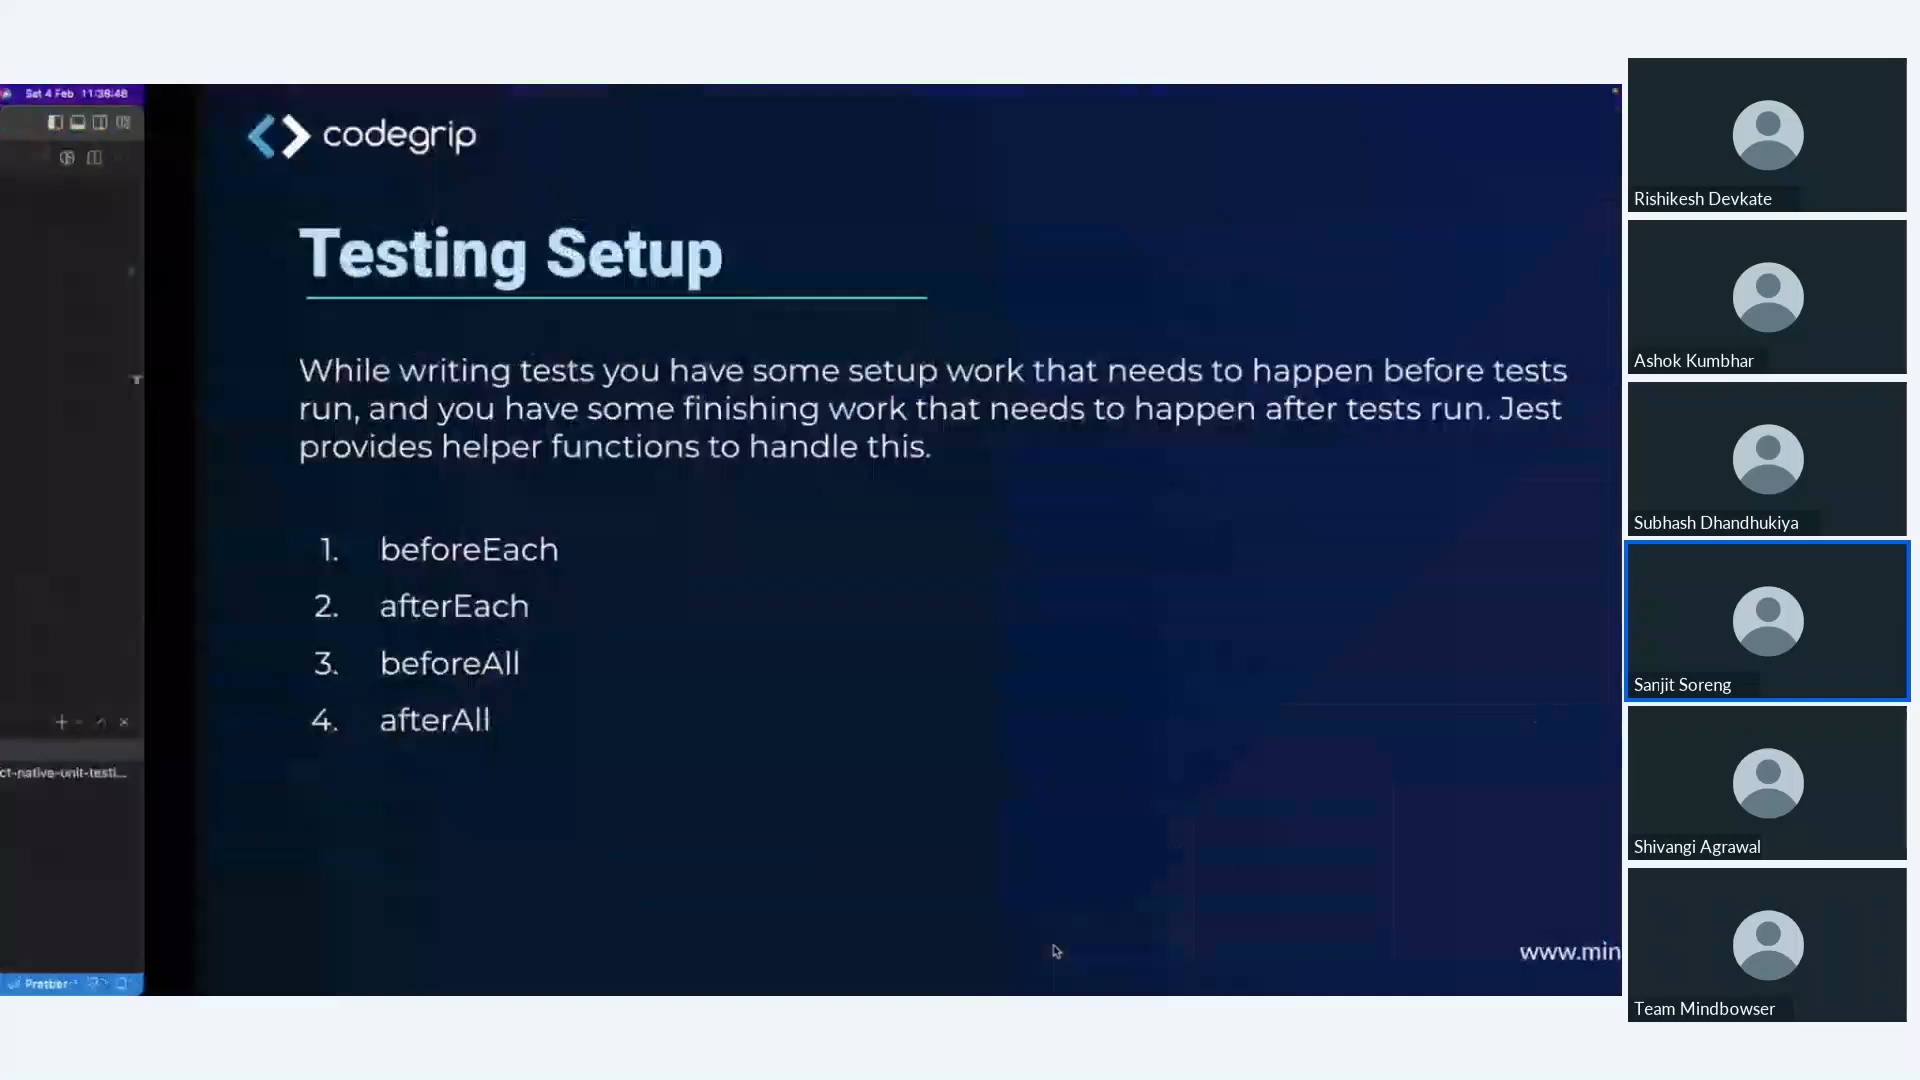 Sat 4 Feb 11:38:48
codegrip
Testing Setup
While writing tests you have some setup work that needs to happen before tests
run, and you have some finishing work that needs to happen after tests run. Jest
provides helper functions to handle this.
1. beforeEach
2. afterEach
3. beforeAll
4. afterAll
ct-native-unit-testi...
Prettier
www.min
Rishikesh Devkate
Ashok Kumbhar
Subhash Dhandhukiya
Sanjit Soreng
Shivangi Agrawal
Team Mindbowser